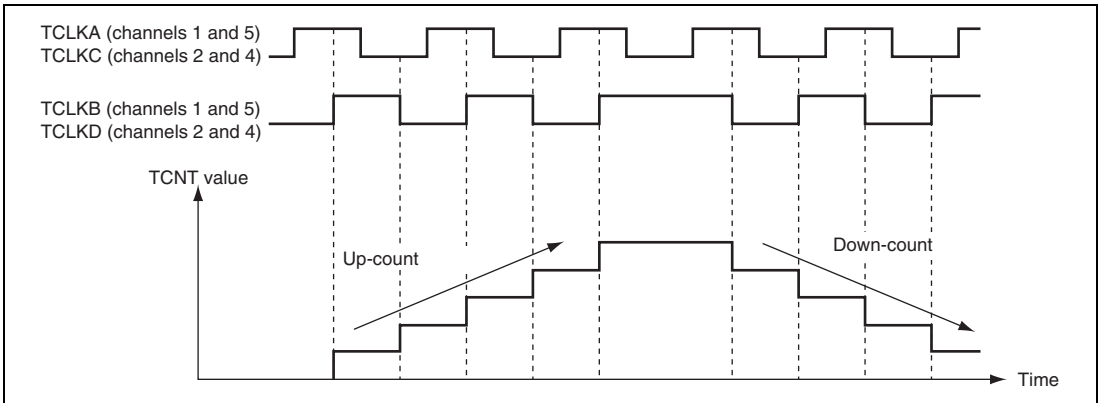 TCLKA (channels 1 and 5)
TCLKC (channels 2 and 4)
TCLKB (channels 1 and 5)
TCLKD (channels 2 and 4)
TCNT value
Up-count
Down-count
Time